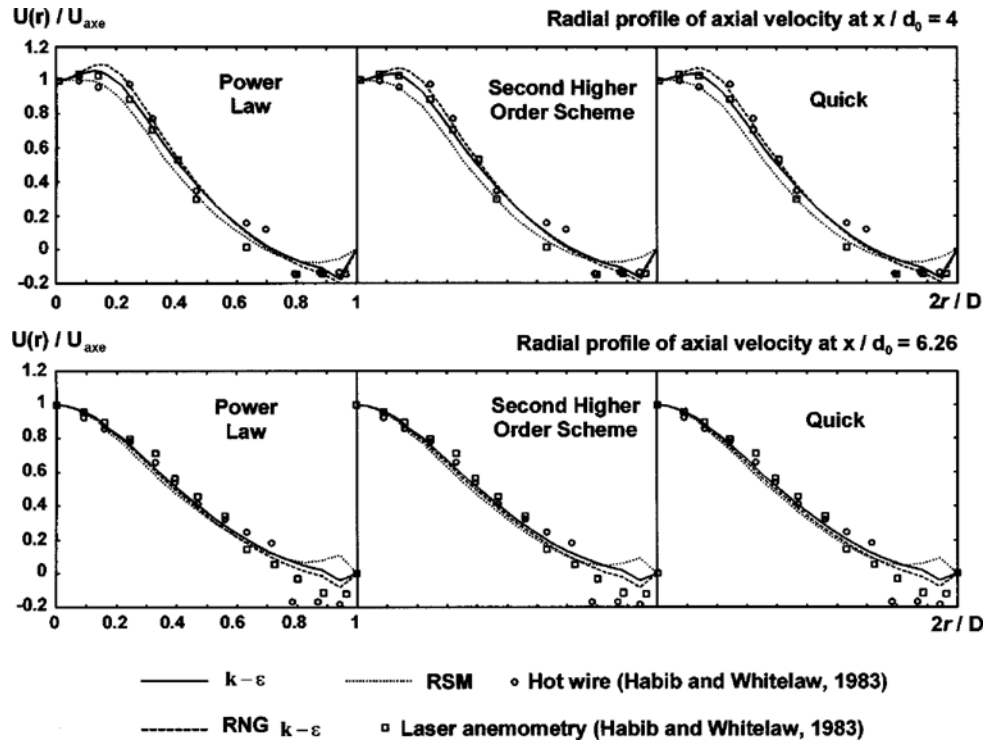 U(r) / Uaxe
Radial profile of axial velocity at x / d0 = 4
1.2
1
0.8
0.6
0.4
0.2
0
-0.2
Power
Law
Second Higher
Order Scheme
Quick
0 0.2 0.4 0.6 0.8 1
2r / D
U(r) / Uaxe
Radial profile of axial velocity at x / d0 = 6.26
1.2
1
0.8
0.6
0.4
0.2
0
-0.2
Power
Law
Second Higher
Order Scheme
Quick
0 0.2 0.4 0.6 0.8 1
2r / D
k – ε RSM Hot wire (Habib and Whitelaw, 1983)
RNG k – ε Laser anemometry (Habib and Whitelaw, 1983)